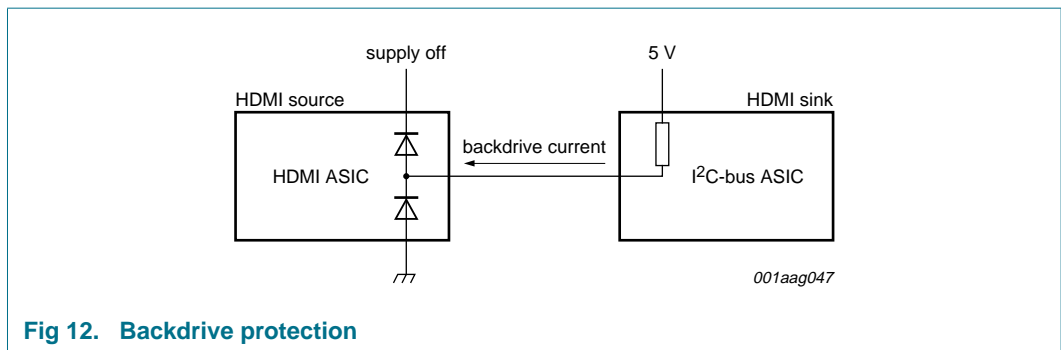 supply off
5 V
HDMI source
HDMI sink
backdrive current
HDMI ASIC
I²C-bus ASIC
001aag047
Fig 12. Backdrive protection